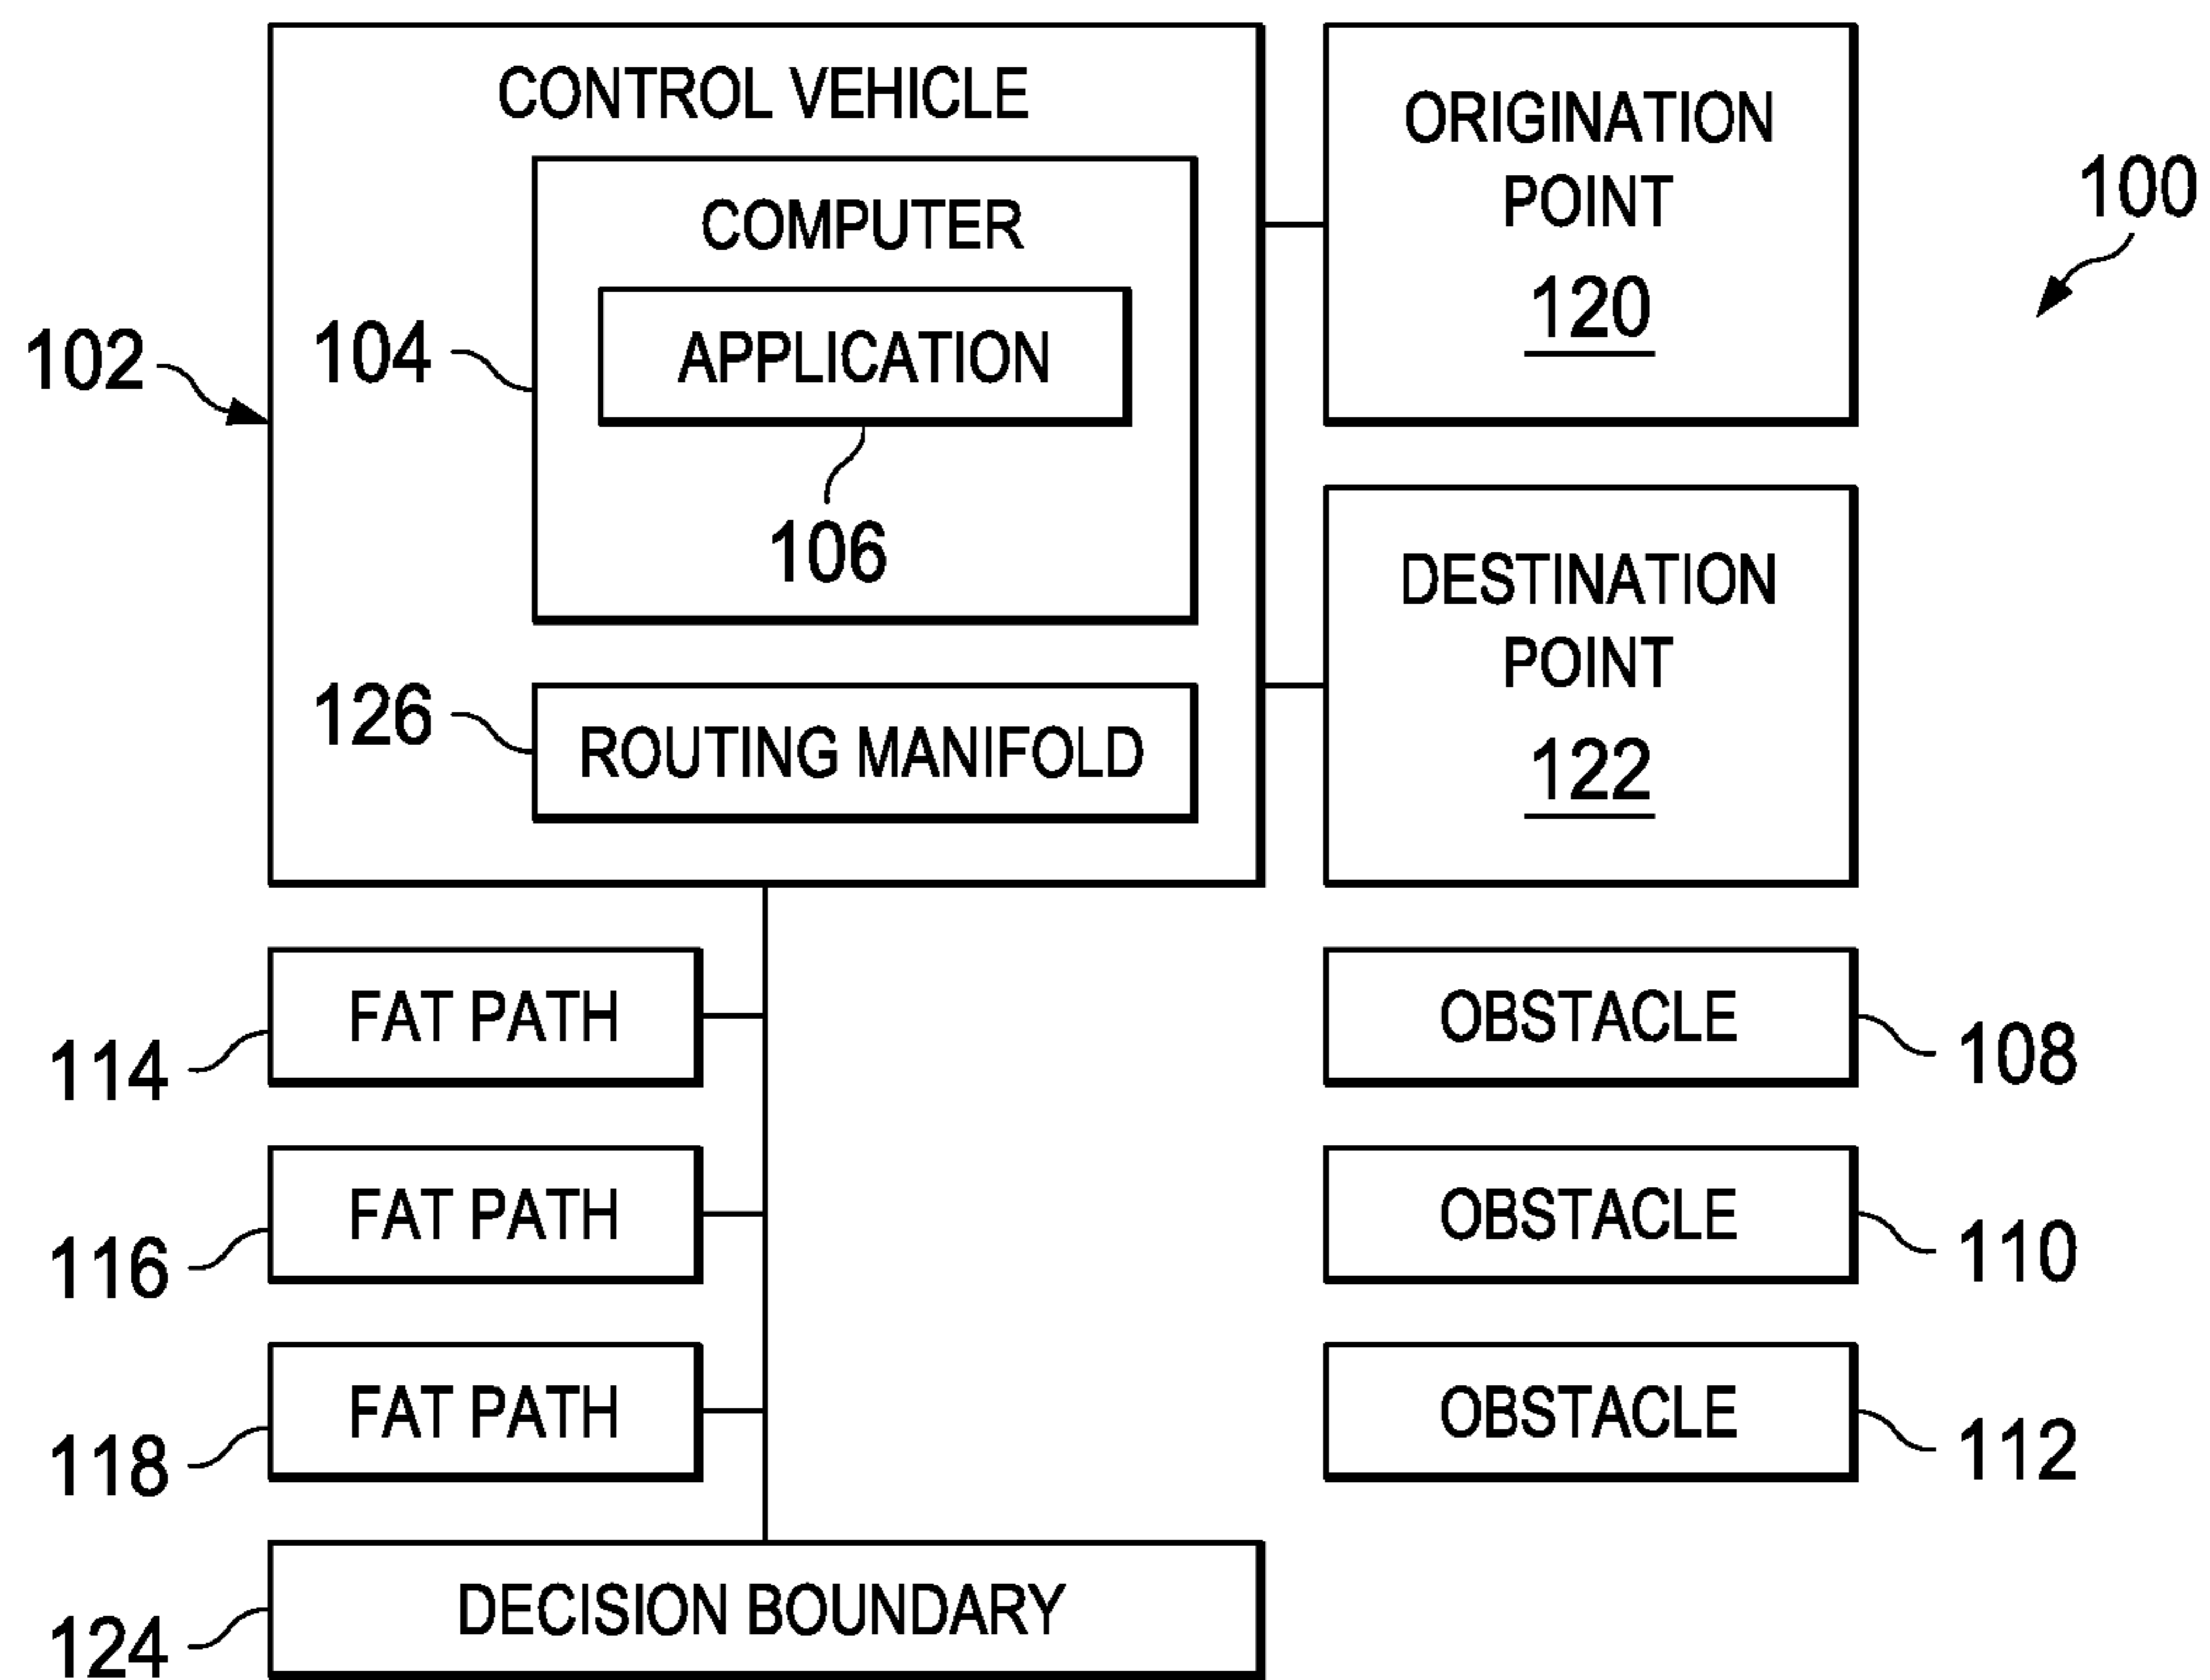 CONTROL VEHICLE
COMPUTER
APPLICATION
102
104
106
126
ROUTING MANIFOLD
ORIGINATION
POINT
120
100
DESTINATION
POINT
122
FAT PATH
114
OBSTACLE
108
FAT PATH
116
OBSTACLE
110
FAT PATH
118
OBSTACLE
112
DECISION BOUNDARY
124